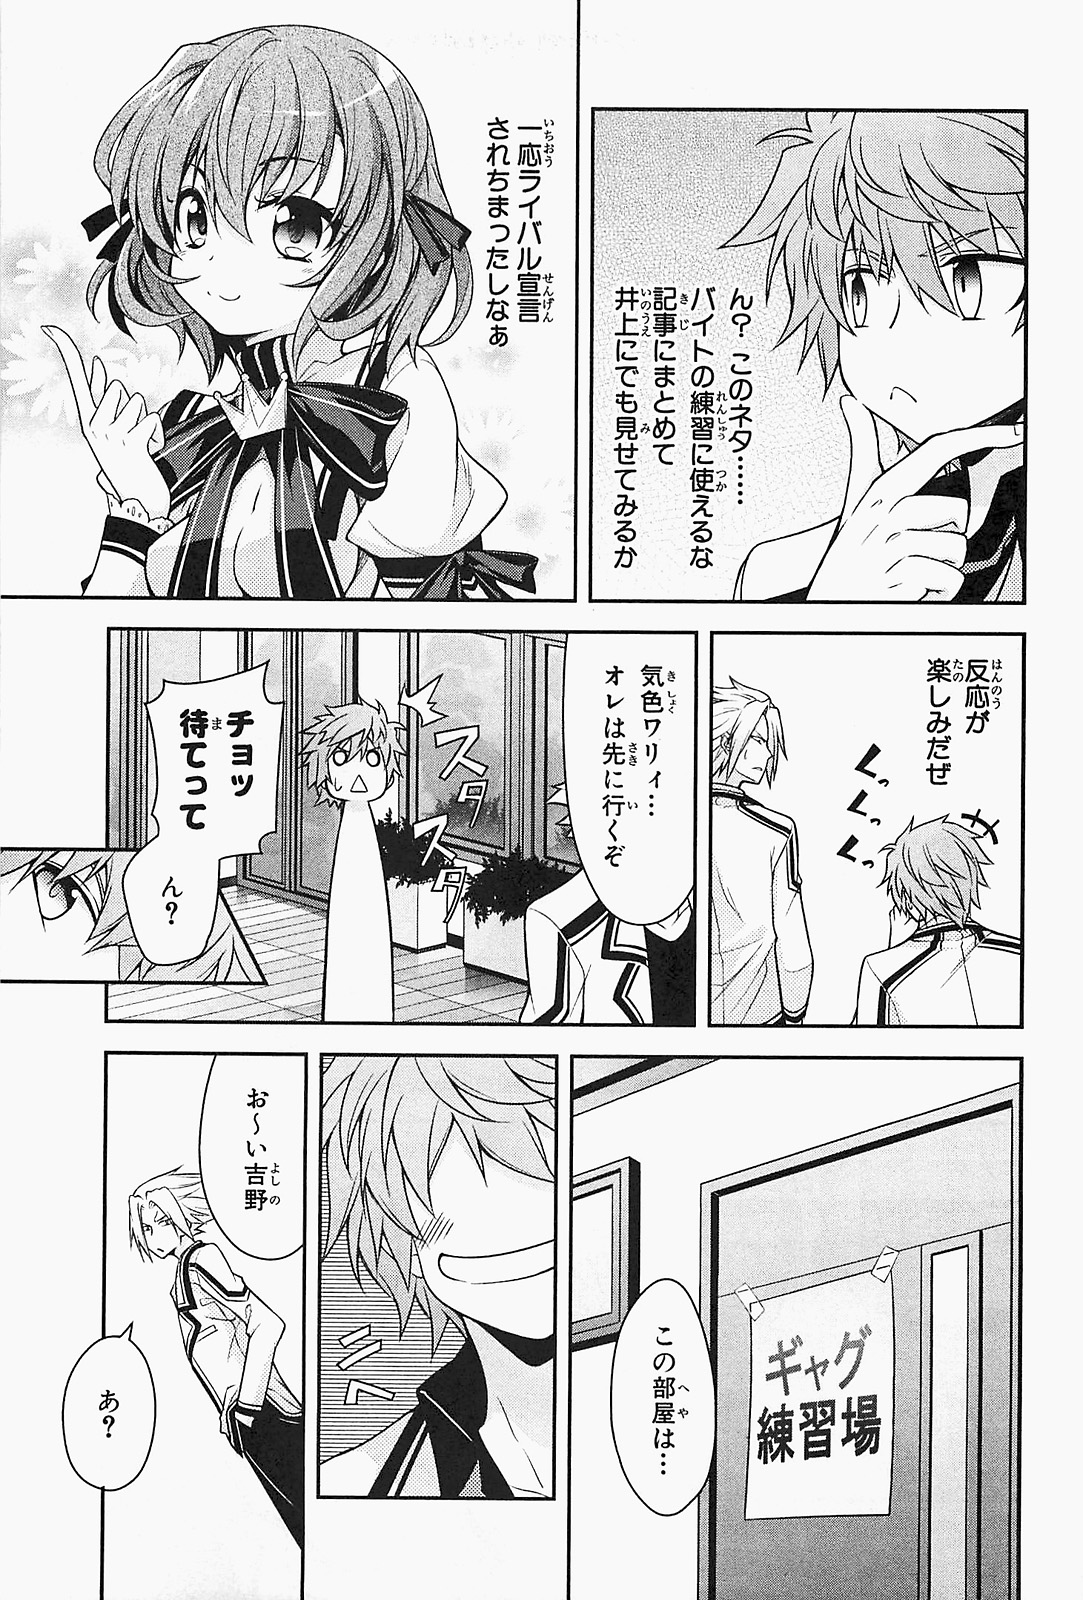 ん？このネタ……
バイトの練習に使えるな
記事にまとめて
井上にでも見せてみるか
一応ライバル宣言
されちまったしなぁ
反応が
楽しみだぜ
くっ
くっ
くっ
気色ワリィ…
オレは先に行くぞ
スタ
スタ
チョッ
待てって
ん？
この部屋は…
ギャグ
練習場
ニッ
お～い吉野
あ？